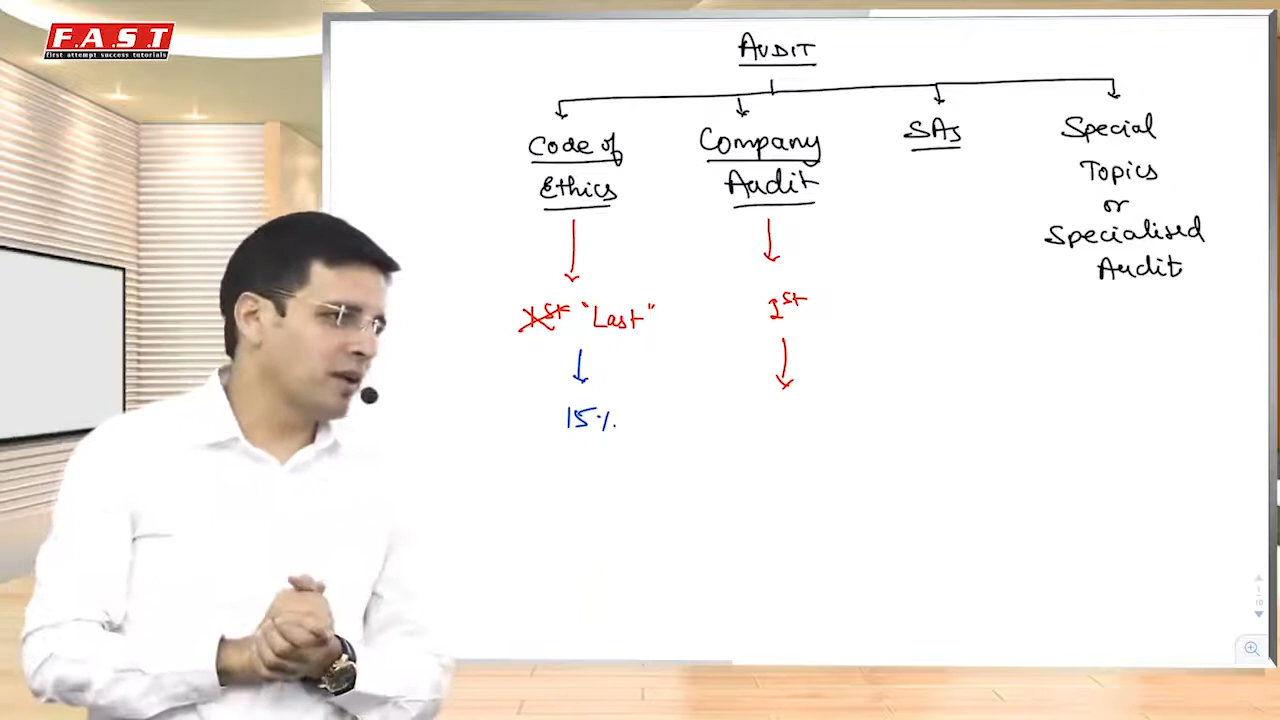 F.A.S.T
first attempt success tutorials
AUDIT
Code of
Ethics
Company
Audit
SAs
Special
Topics
or
Specialised
Audit
1st "Last"
1st
15%